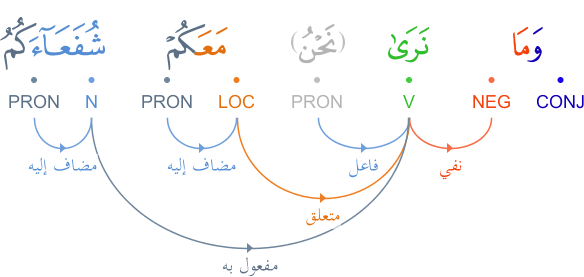 وَمَا نَرَىٰ (نَحْنُ) مَعَكُمْ شُفَعَآءَكُمُ
CONJ NEG V PRON LOC PRON N PRON
نفي فاعل مضاف إليه مضاف إليه
متعلق
مفعول به